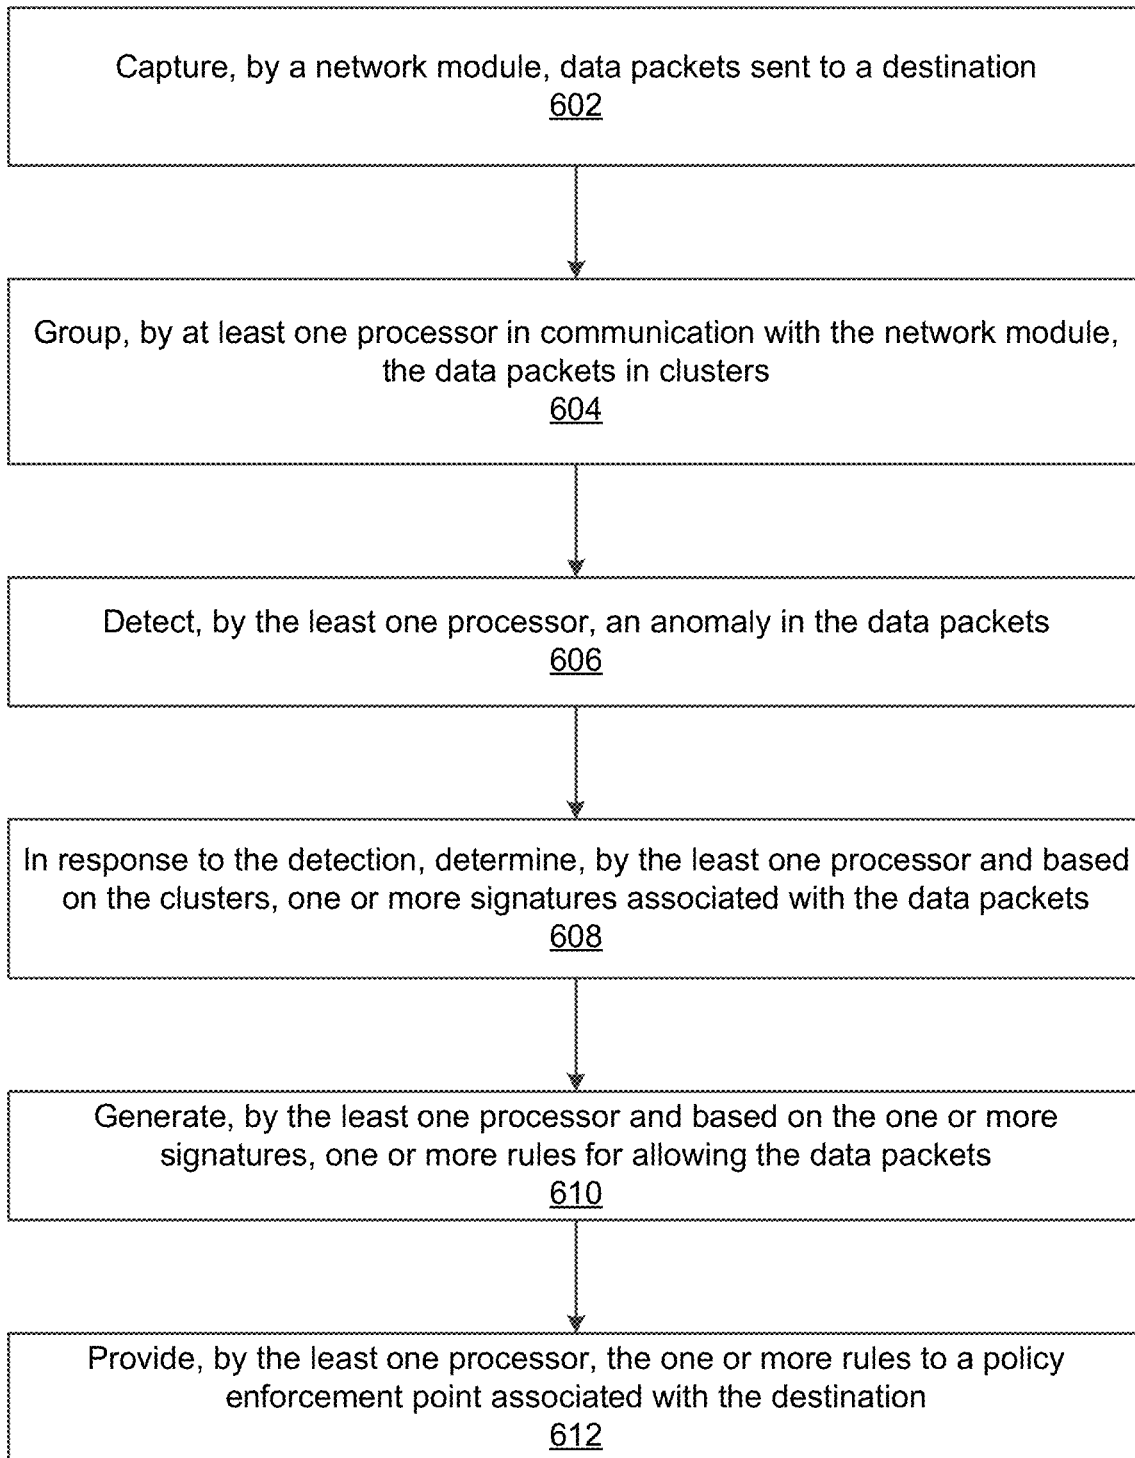 Capture, by a network module, data packets sent to a destination
602
Group, by at least one processor in communication with the network module,
the data packets in clusters
604
Detect, by the least one processor, an anomaly in the data packets
606
In response to the detection, determine, by the least one processor and based
on the clusters, one or more signatures associated with the data packets
608
Generate, by the least one processor and based on the one or more
signatures, one or more rules for allowing the data packets
610
Provide, by the least one processor, the one or more rules to a policy
enforcement point associated with the destination
612